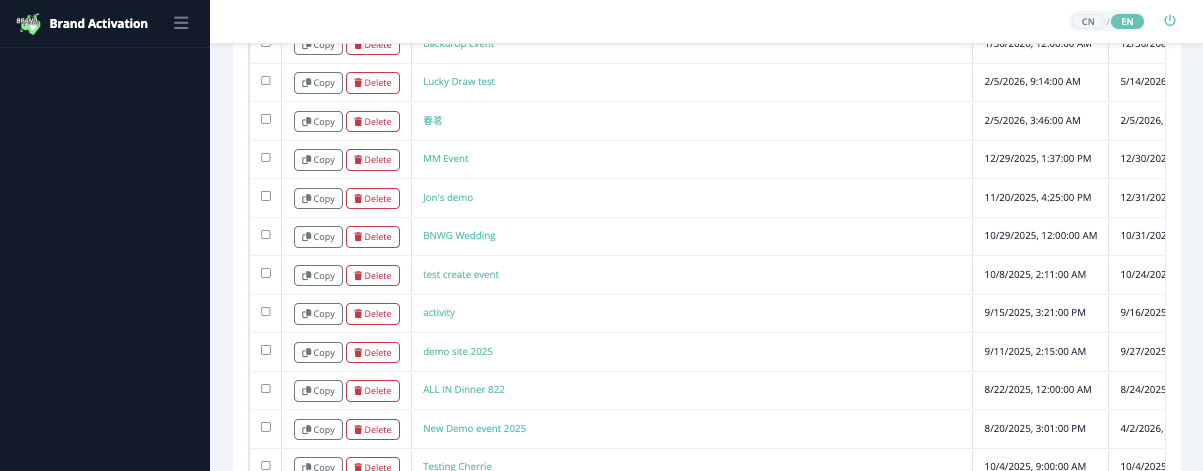 BRAND
Brand Activation
CN / EN
Copy Delete Backdrop Event 1/30/2026, 12:00:00 AM
Copy Delete Lucky Draw test 2/5/2026, 9:14:00 AM 5/14/2026
Copy Delete 春茗 2/5/2026, 3:46:00 AM 2/5/2026,
Copy Delete MM Event 12/29/2025, 1:37:00 PM 12/30/202
Copy Delete Jon's demo 11/20/2025, 4:25:00 PM 12/31/202
Copy Delete BNWG Wedding 10/29/2025, 12:00:00 AM 10/31/202
Copy Delete test create event 10/8/2025, 2:11:00 AM 10/24/202
Copy Delete activity 9/15/2025, 3:21:00 PM 9/16/2025
Copy Delete demo site 2025 9/11/2025, 2:15:00 AM 9/27/2025
Copy Delete ALL IN Dinner 822 8/22/2025, 12:00:00 AM 8/24/2025
Copy Delete New Demo event 2025 8/20/2025, 3:01:00 PM 4/2/2026,
Copy Delete Testing Cherrie 10/4/2025, 9:00:00 AM 10/4/2025